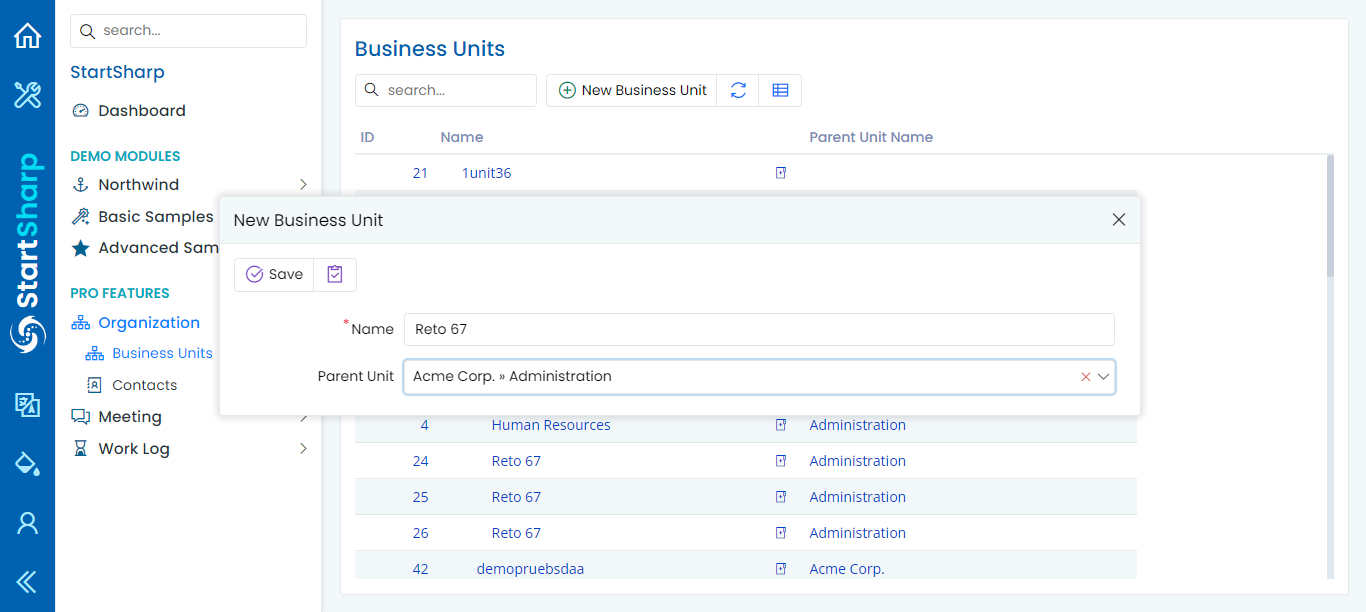 StartSharp
search...
StartSharp
Dashboard
DEMO MODULES
Northwind
Basic Samples
Advanced Sam
PRO FEATURES
Organization
Business Units
Contacts
Meeting
Work Log
Business Units
search... New Business Unit
ID Name Parent Unit Name
21 1unit36
New Business Unit
Save
*Name Reto 67
Parent Unit Acme Corp. » Administration
4 Human Resources Administration
24 Reto 67 Administration
25 Reto 67 Administration
26 Reto 67 Administration
42 demopruebsdaa Acme Corp.